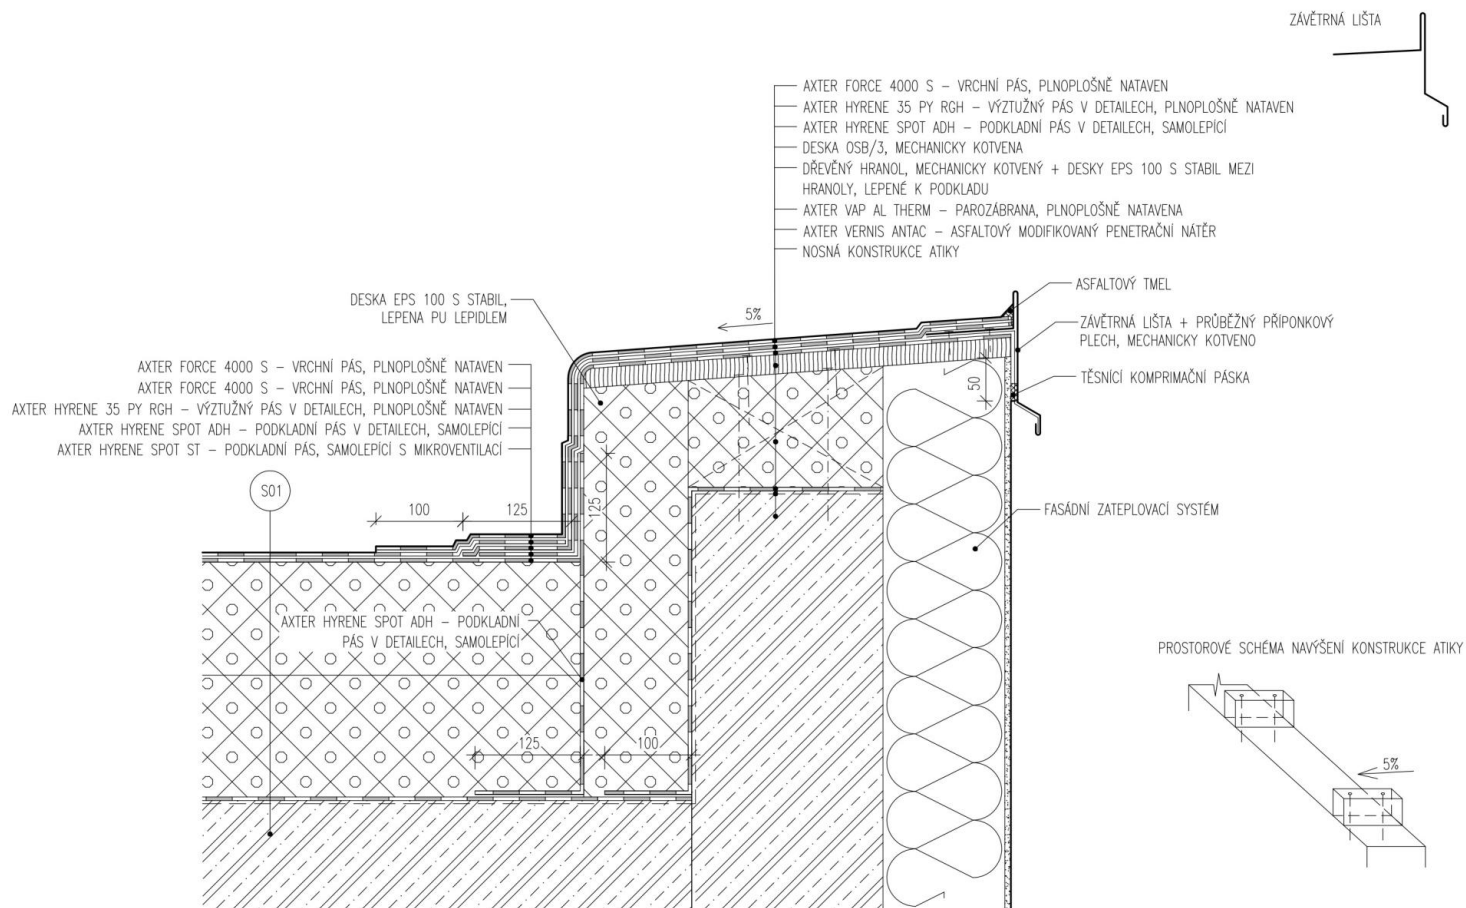 ZÁVĚTRNÁ LIŠTA
AXTER FORCE 4000 S – VRCHNÍ PÁS, PLNOPLOŠNĚ NATAVEN
AXTER HYRENE 35 PY RGH – VÝZTUŽNÝ PÁS V DETAILECH, PLNOPLOŠNĚ NATAVEN
AXTER HYRENE SPOT ADH – PODKLADNÍ PÁS V DETAILECH, SAMOLEPÍCÍ
DESKA OSB/3, MECHANICKY KOTVENA
DŘEVĚNÝ HRANOL, MECHANICKY KOTVENÝ + DESKY EPS 100 S STABIL MEZI
HRANOLY, LEPENÉ K PODKLADU
AXTER VAP AL THERM – PAROZÁBRANA, PLNOPLOŠNĚ NATAVENA
AXTER VERNIS ANTAC – ASFALTOVÝ MODIFIKOVANÝ PENETRAČNÍ NÁTĚR
NOSNÁ KONSTRUKCE ATIKY
DESKA EPS 100 S STABIL,
LEPENA PU LEPIDLEM
5%
ASFALTOVÝ TMEL
ZÁVĚTRNÁ LIŠTA + PRŮBĚŽNÝ PŘÍPONKOVÝ
PLECH, MECHANICKY KOTVENO
TĚSNÍCÍ KOMPRIMAČNÍ PÁSKA
50
AXTER FORCE 4000 S – VRCHNÍ PÁS, PLNOPLOŠNĚ NATAVEN
AXTER FORCE 4000 S – VRCHNÍ PÁS, PLNOPLOŠNĚ NATAVEN
AXTER HYRENE 35 PY RGH – VÝZTUŽNÝ PÁS V DETAILECH, PLNOPLOŠNĚ NATAVEN
AXTER HYRENE SPOT ADH – PODKLADNÍ PÁS V DETAILECH, SAMOLEPÍCÍ
AXTER HYRENE SPOT ST – PODKLADNÍ PÁS, SAMOLEPÍCÍ S MIKROVENTILACÍ
S01
100
125
125
FASÁDNÍ ZATEPLOVACÍ SYSTÉM
AXTER HYRENE SPOT ADH – PODKLADNÍ
PÁS V DETAILECH, SAMOLEPÍCÍ
125
100
PROSTOROVÉ SCHÉMA NAVÝŠENÍ KONSTRUKCE ATIKY
5%